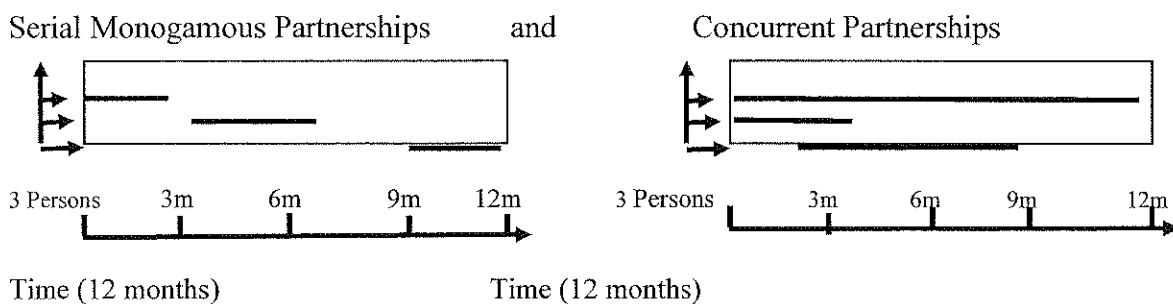 Serial Monogamous Partnerships and Concurrent Partnerships
3 Persons 3m 6m 9m 12m 3 Persons 3m 6m 9m 12m
Time (12 months) Time (12 months)